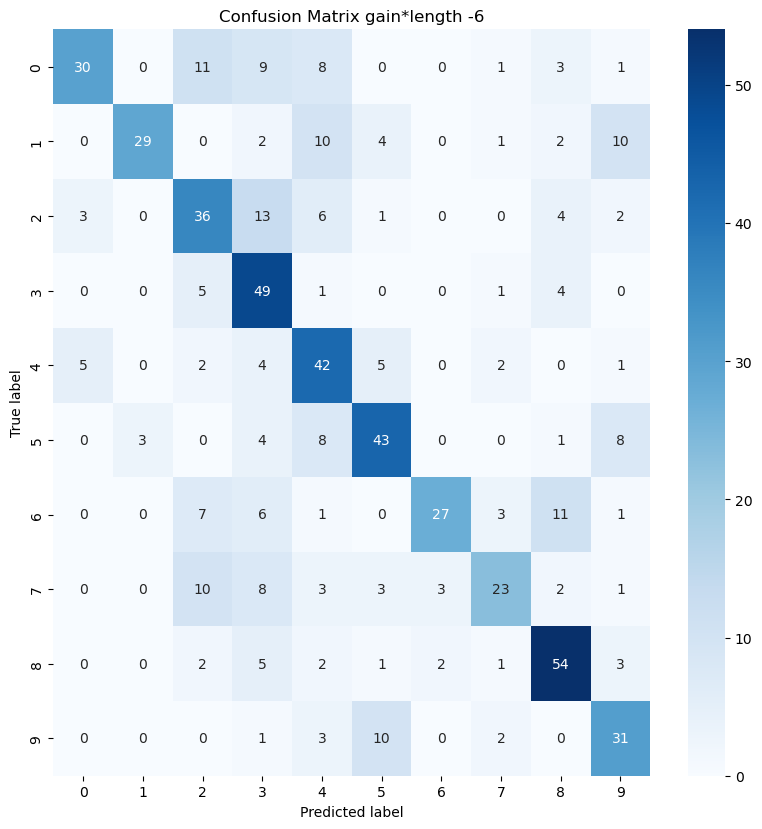 Confusion Matrix gain*length -6
0 30 0 11 9 8 0 0 1 3 1
1 0 29 0 2 10 4 0 1 2 10
2 3 0 36 13 6 1 0 0 4 2
3 0 0 5 49 1 0 0 1 4 0
4 5 0 2 4 42 5 0 2 0 1
5 0 3 0 4 8 43 0 0 1 8
6 0 0 7 6 1 0 27 3 11 1
7 0 0 10 8 3 3 3 23 2 1
8 0 0 2 5 2 1 2 1 54 3
9 0 0 0 1 3 10 0 2 0 31
0 1 2 3 4 5 6 7 8 9
Predicted label
True label
50
40
30
20
10
0